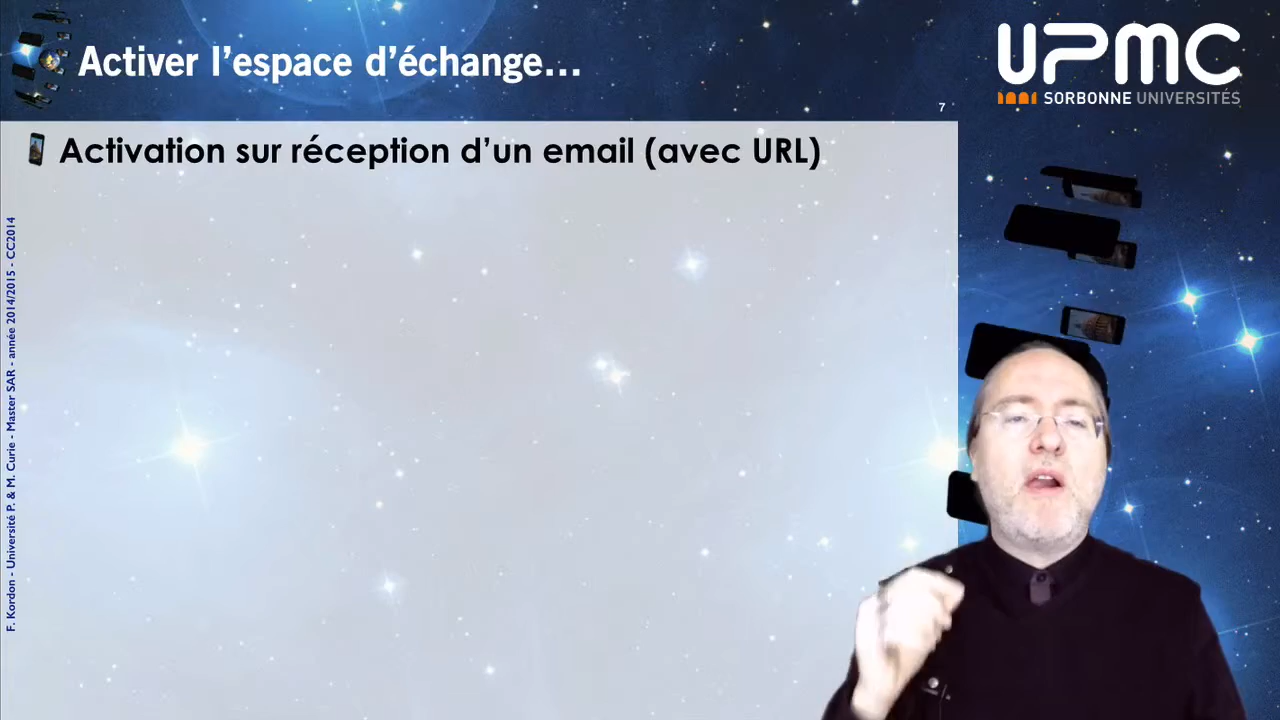 Activer l’espace d’échange...
UPMC
SORBONNE UNIVERSITÉS
7
Activation sur réception d’un email (avec URL)
F. Kordon - Université P. & M. Curie - Master SAR - année 2014/2015 - CC2014